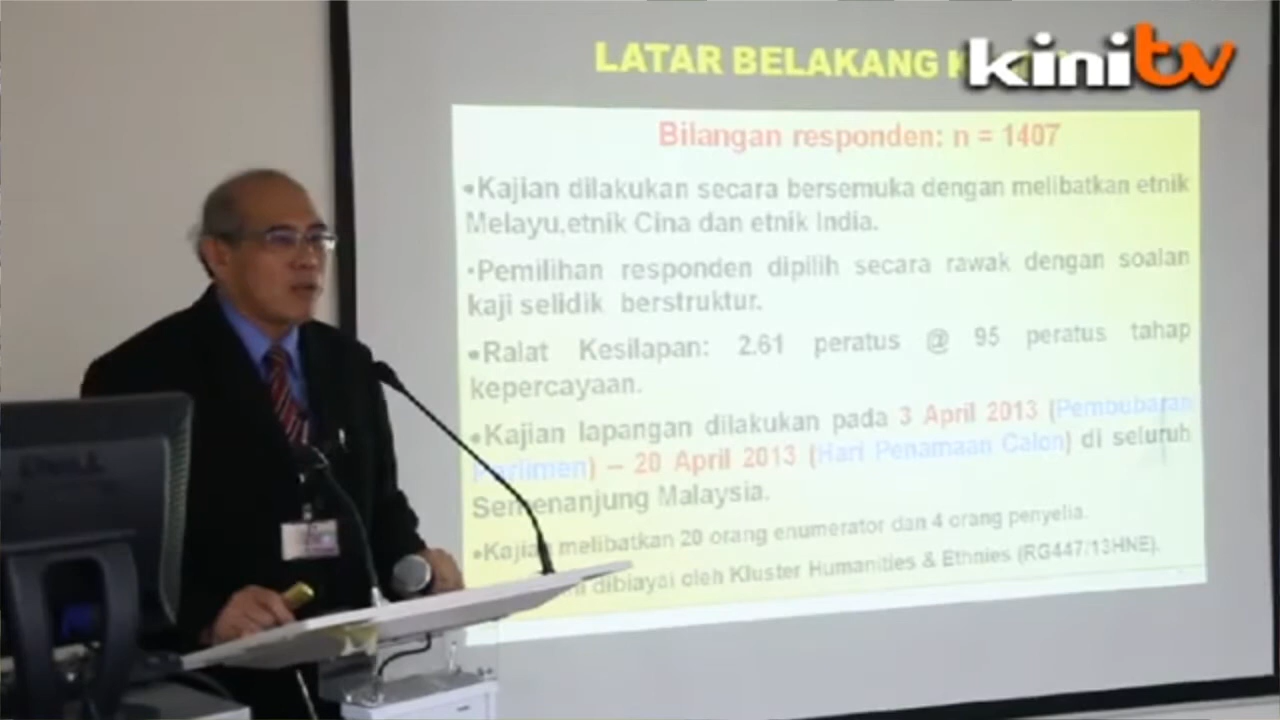 kinitv
LATAR BELAKANG
Bilangan responden: n = 1407
•Kajian dilakukan secara bersemuka dengan melibatkan etnik
Melayu,etnik Cina dan etnik India.
•Pemilihan responden dipilih secara rawak dengan soalan
kaji selidik berstruktur.
•Ralat Kesilapan: 2.61 peratus @ 95 peratus tahap
kepercayaan.
•Kajian lapangan dilakukan pada 3 April 2013 (Pembubaran
Parlimen) – 20 April 2013 (Hari Penamaan Calon) di seluruh
Semenanjung Malaysia.
•Kajian melibatkan 20 orang enumerator dan 4 orang penyelia.
dibiayai oleh Kluster Humanities & Ethnies (RG447/13HNE).
DELL